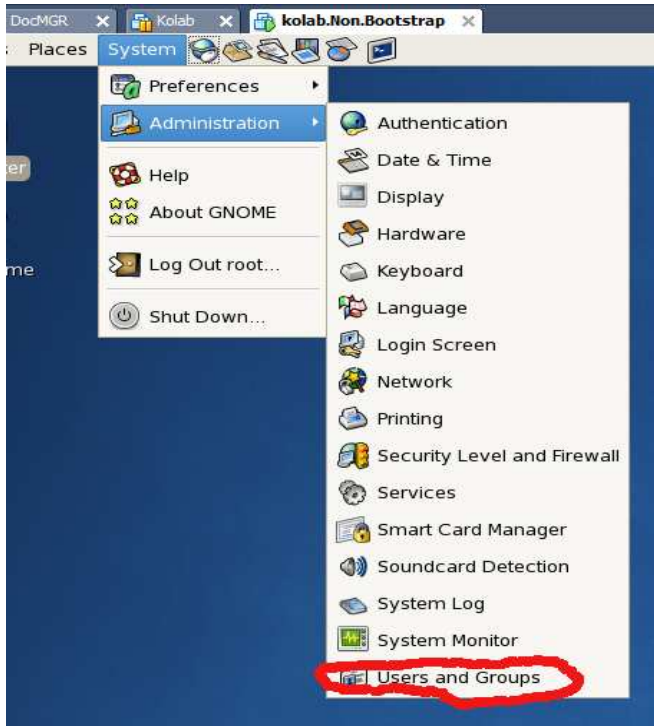 DocMGR Kolab kolab.Non.Bootstrap
Places System
Preferences
Administration
Help
About GNOME
Log Out root...
Shut Down...
Authentication
Date & Time
Display
Hardware
Keyboard
Language
Login Screen
Network
Printing
Security Level and Firewall
Services
Smart Card Manager
Soundcard Detection
System Log
System Monitor
Users and Groups